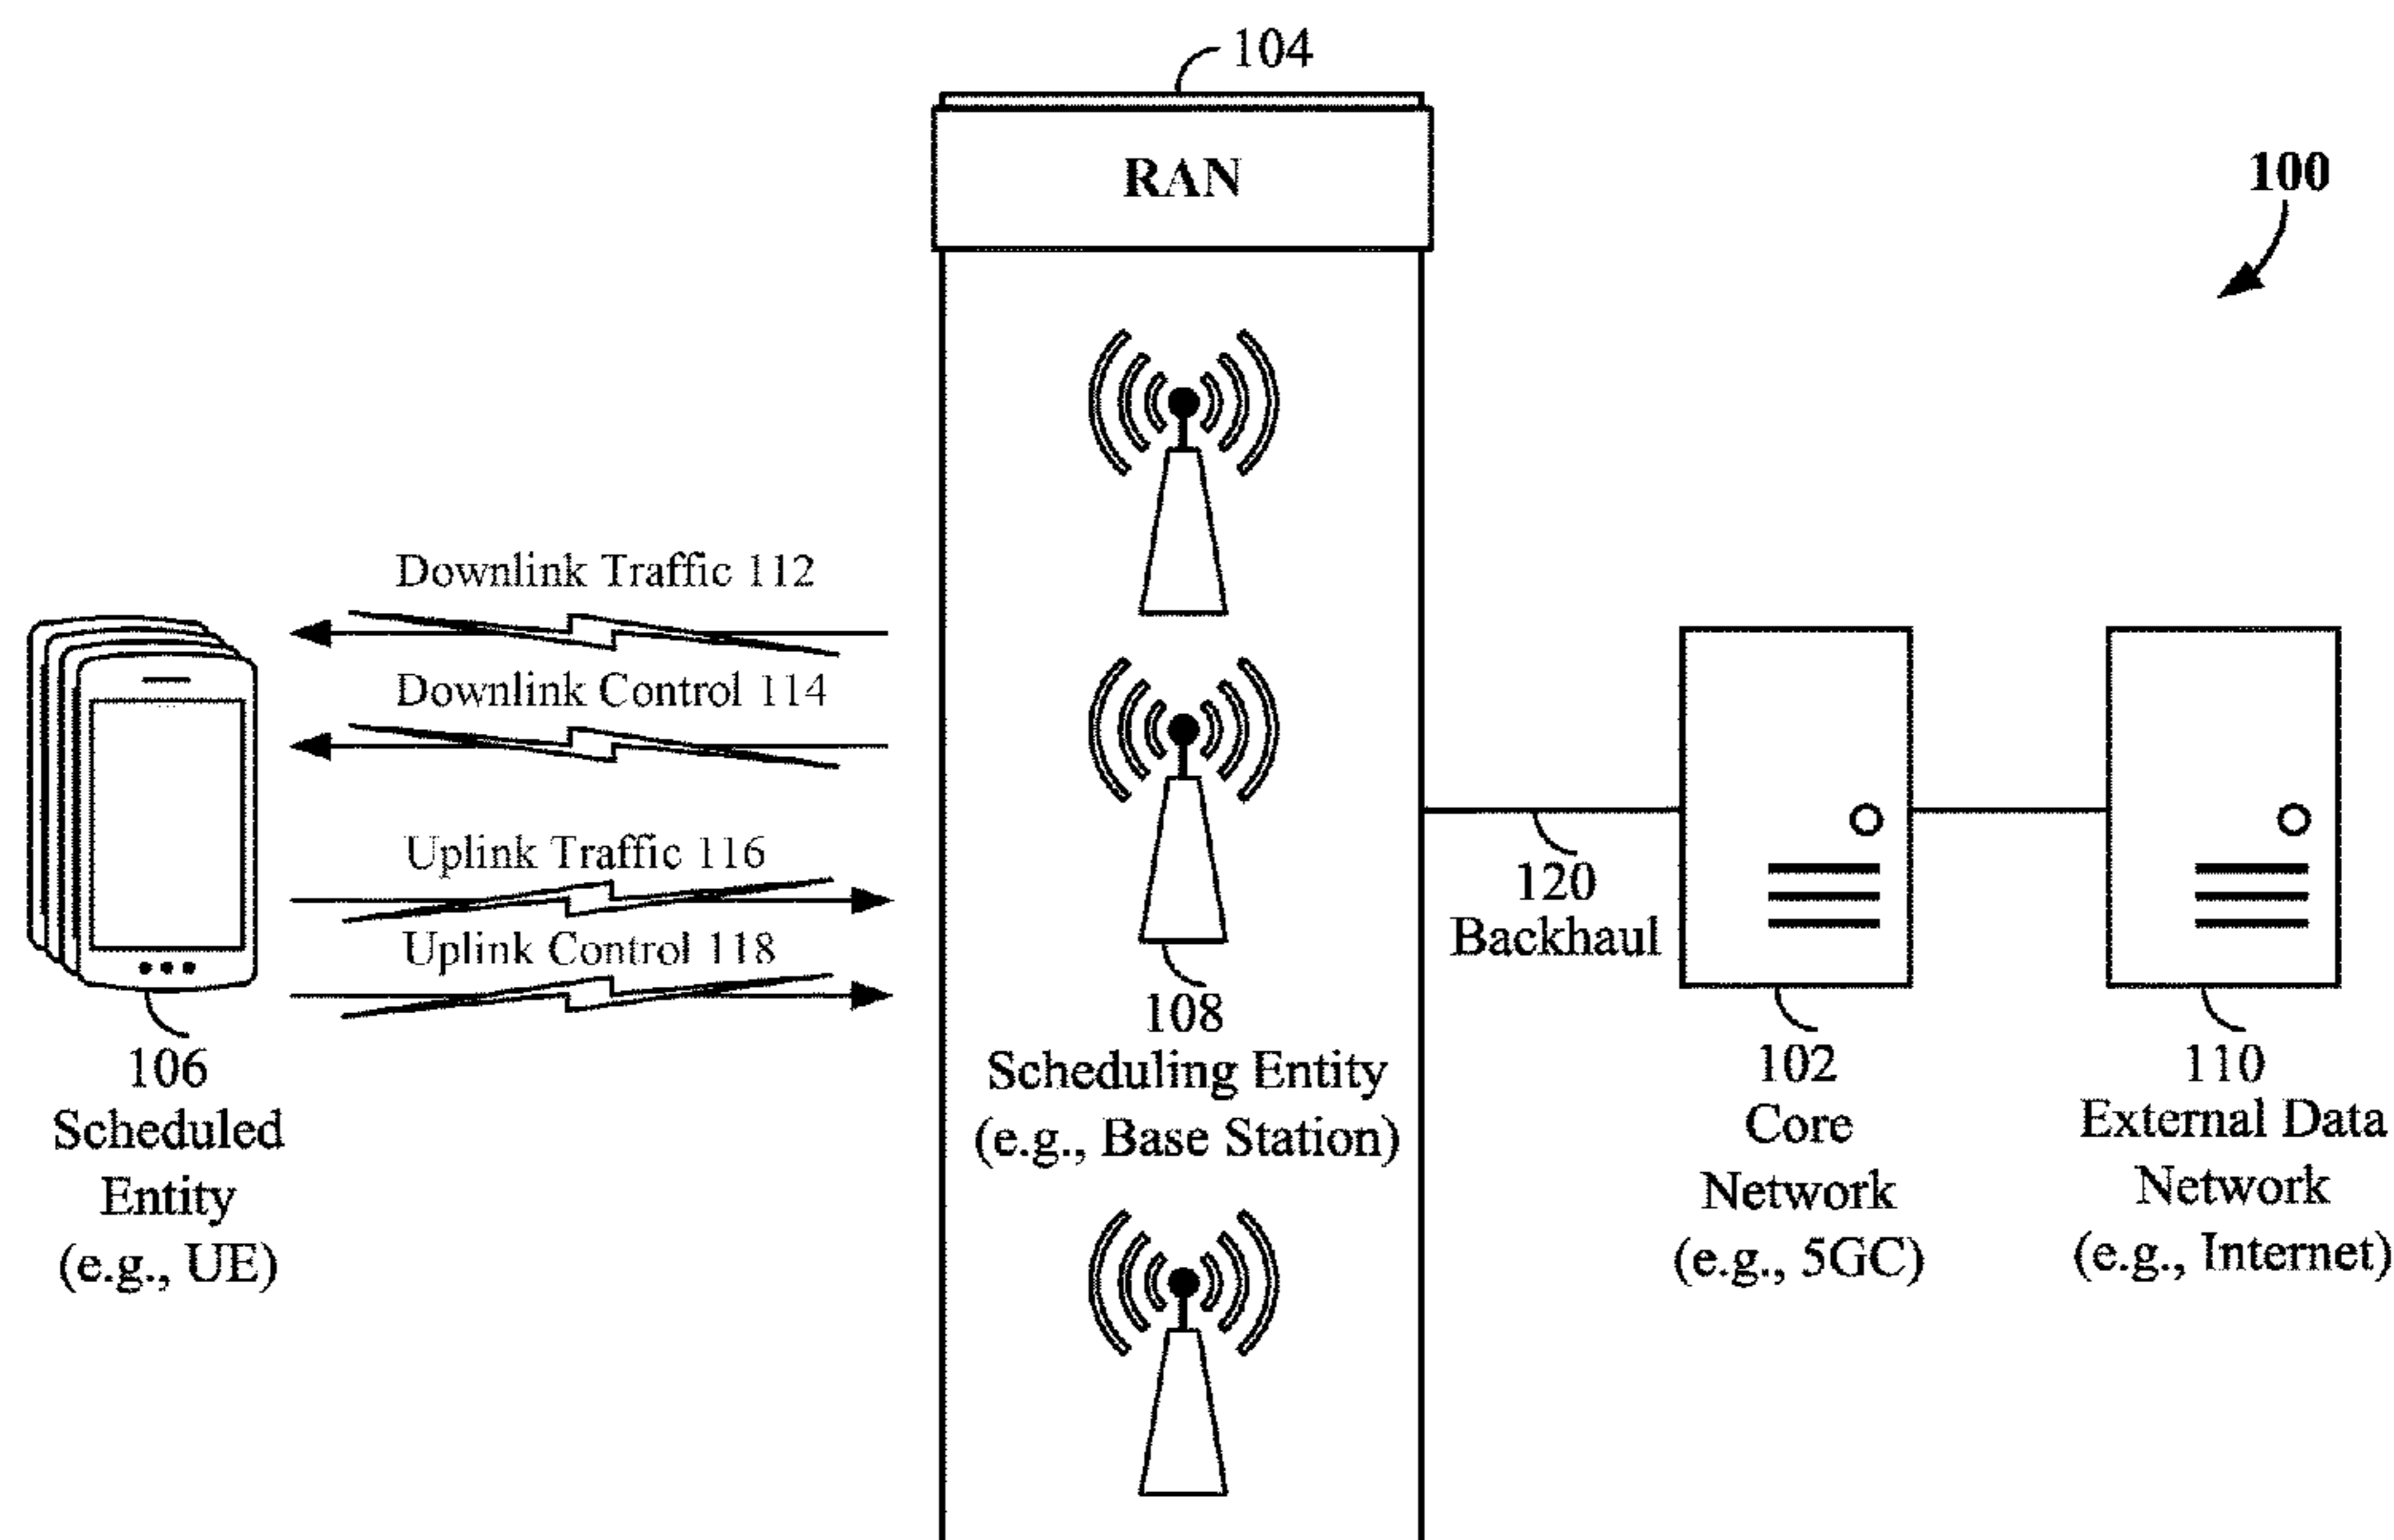 104
RAN
100
Downlink Traffic 112
Downlink Control 114
Uplink Traffic 116
Uplink Control 118
106
Scheduled
Entity
(e.g., UE)
108
Scheduling Entity
(e.g., Base Station)
120
Backhaul
102
Core
Network
(e.g., 5GC)
110
External Data
Network
(e.g., Internet)